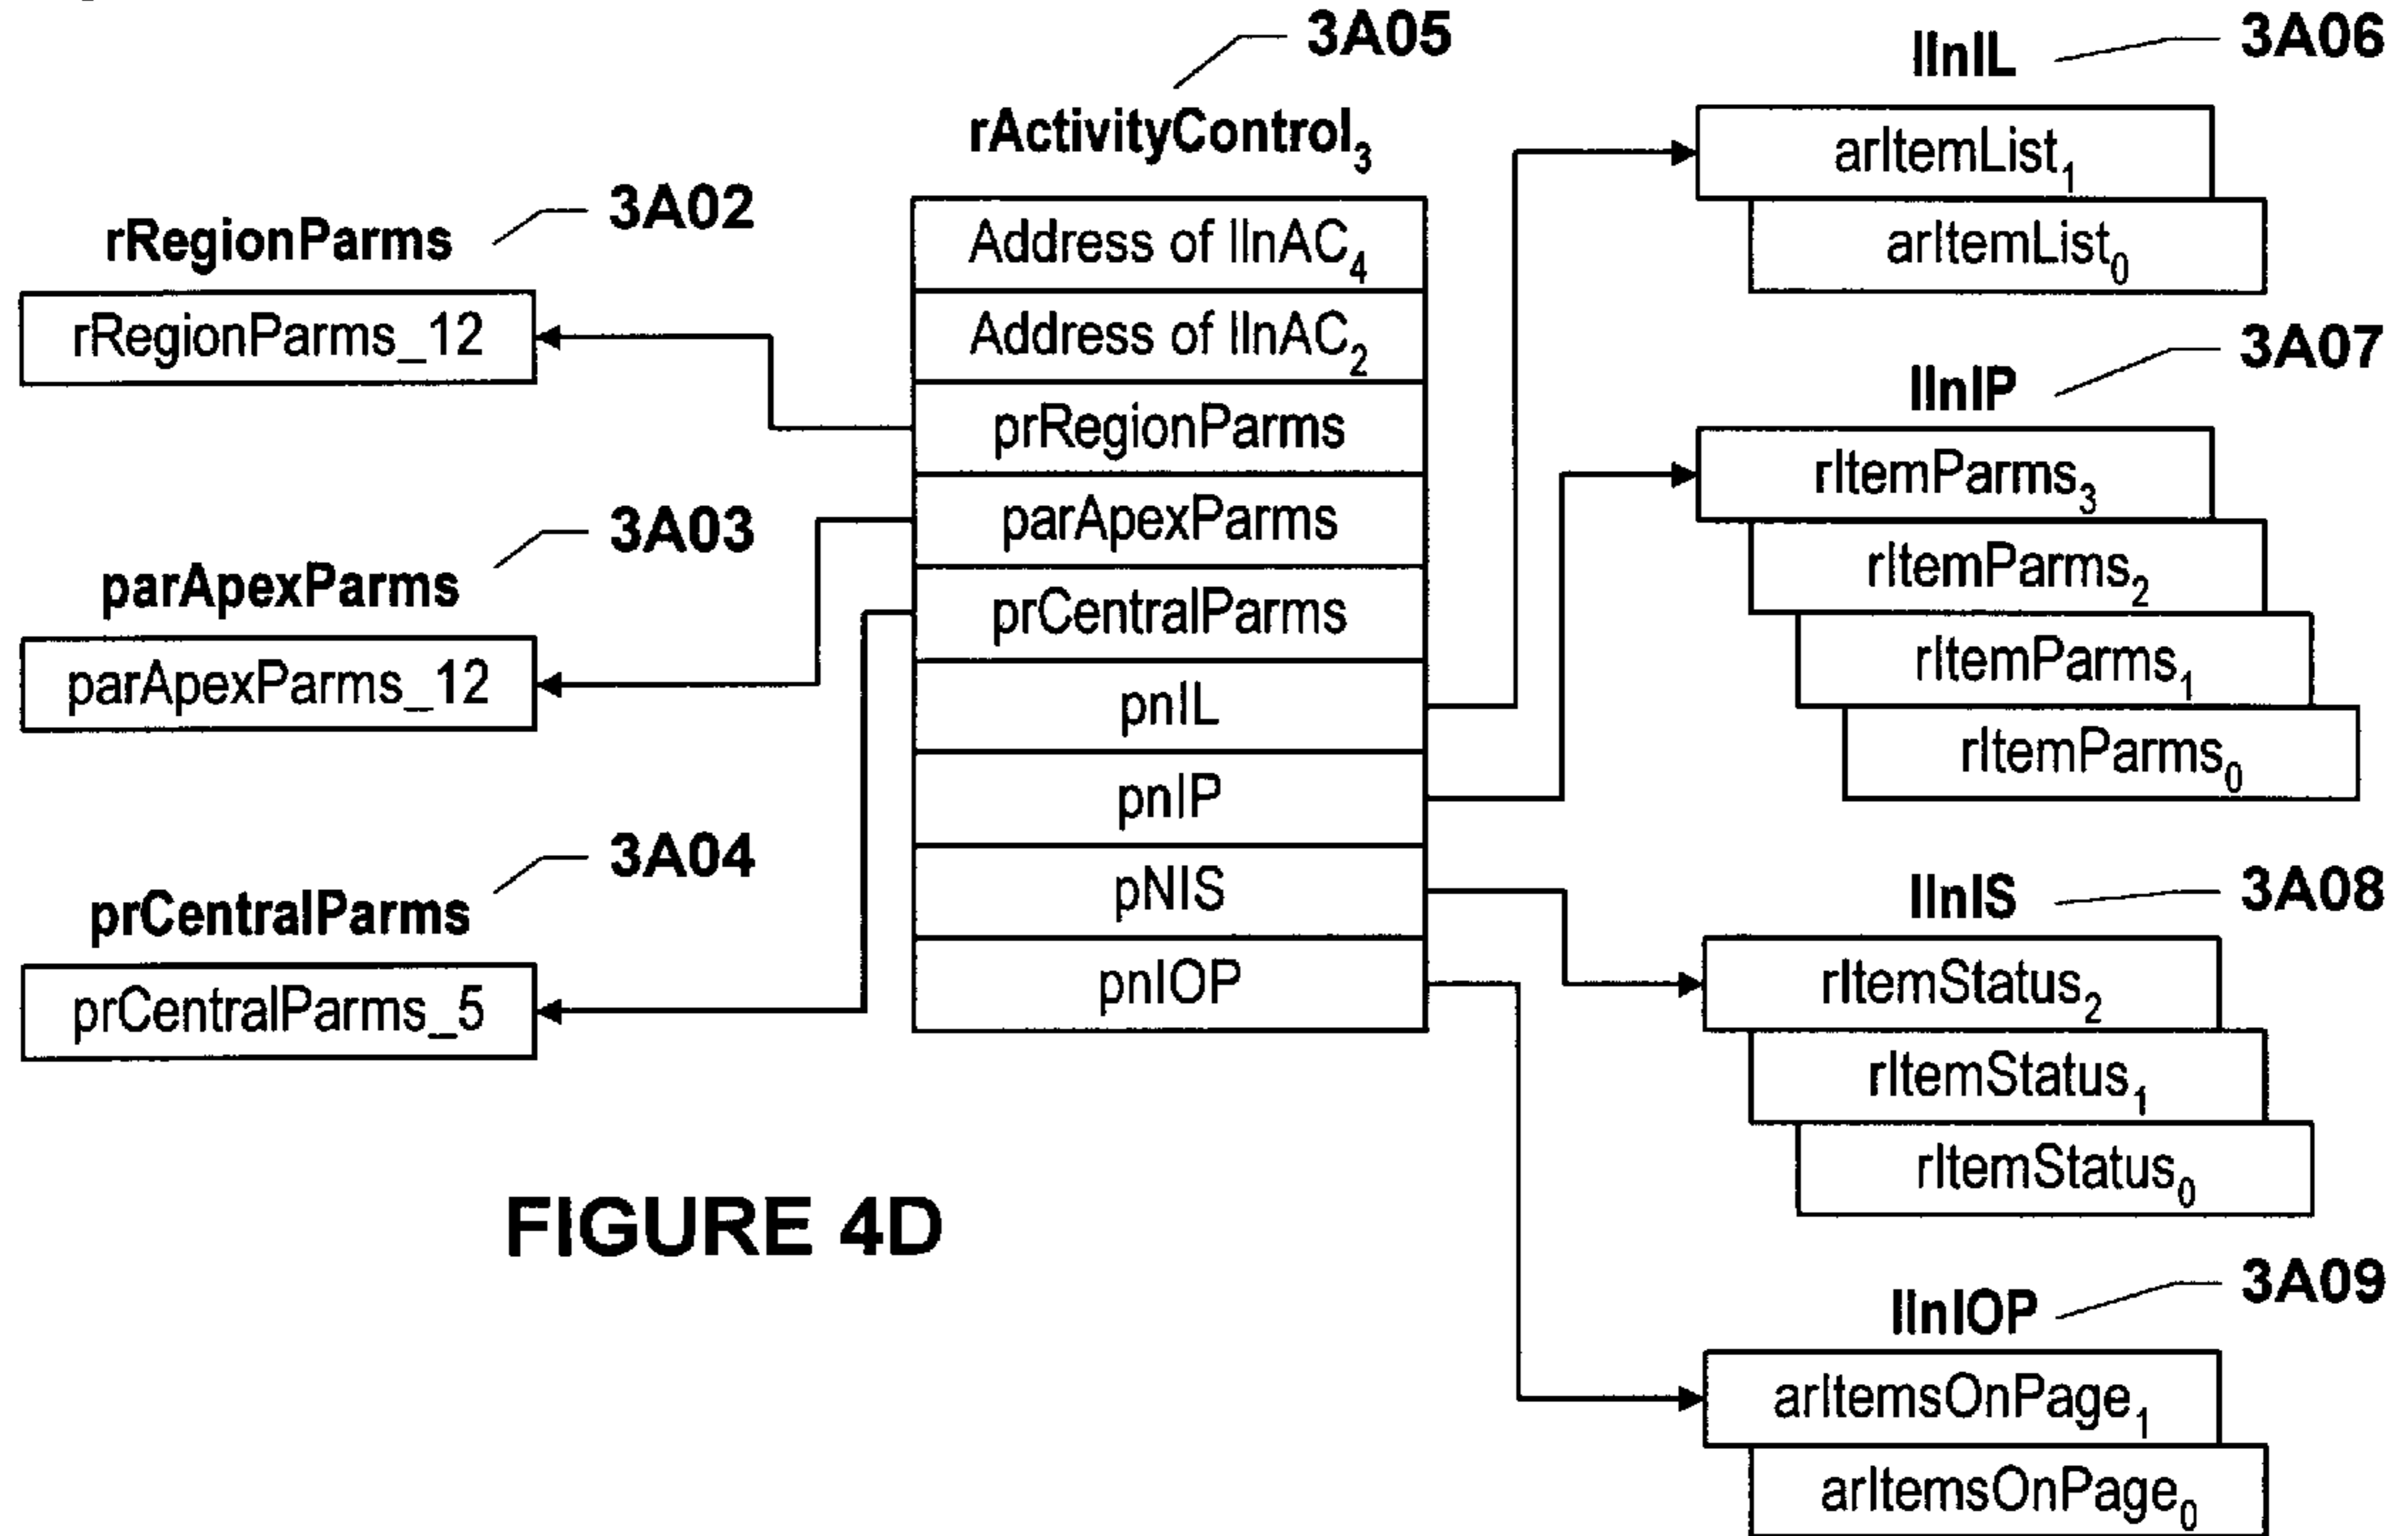 3A05
rActivityControl3
Address of llnAC4
Address of llnAC2
prRegionParms
parApexParms
prCentralParms
pnIL
pnIP
pNIS
pnIOP
3A02
rRegionParms
rRegionParms_12
3A03
parApexParms
parApexParms_12
3A04
prCentralParms
prCentralParms_5
3A06
llnIL
arItemList1
arItemList0
3A07
llnIP
rItemParms3
rItemParms2
rItemParms1
rItemParms0
3A08
llnIS
rItemStatus2
rItemStatus1
rItemStatus0
3A09
llnIOP
arItemsOnPage1
arItemsOnPage0
FIGURE 4D